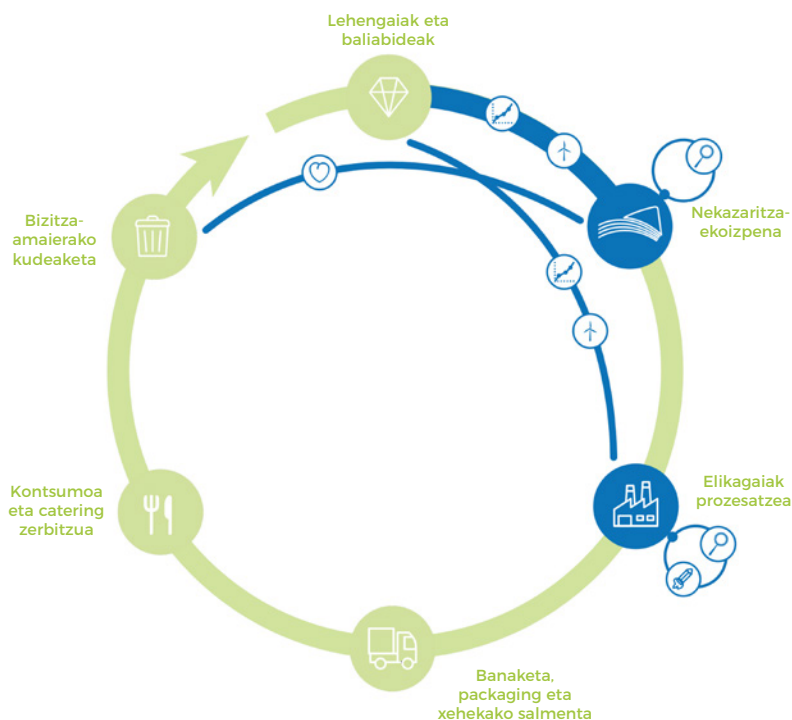 Lehengaiak eta
baliabideak
Nekazaritza-
ekoizpena
Elikagaiak
prozesatzea
Banaketa,
packaging eta
xehekako salmenta
Kontsumoa
eta catering
zerbitzua
Bizitza-
amaierako
kudeaketa